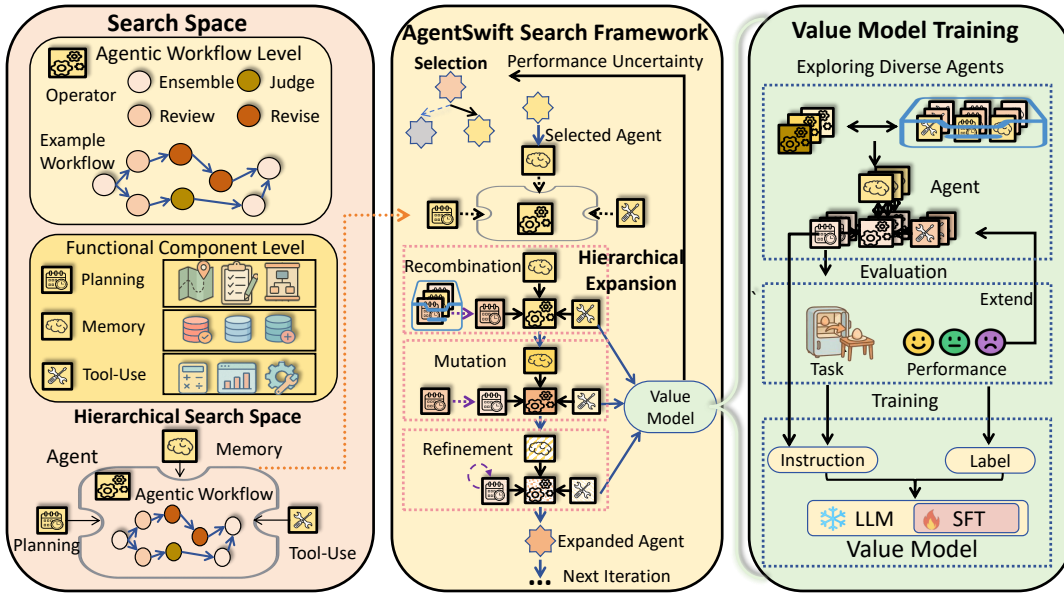 Search Space
Agentic Workflow Level
Operator
Ensemble
Judge
Review
Revise
Example
Workflow
Functional Component Level
Planning
Memory
Tool-Use
Hierarchical Search Space
Agent
Memory
Agentic Workflow
Planning
Tool-Use
AgentSwift Search Framework
Selection
Performance Uncertainty
Selected Agent
Recombination
Hierarchical
Expansion
Mutation
Value
Model
Refinement
Expanded Agent
... Next Iteration
Value Model Training
Exploring Diverse Agents
Agent
Evaluation
Extend
Task
Performance
Training
Instruction
Label
LLM
SFT
Value Model